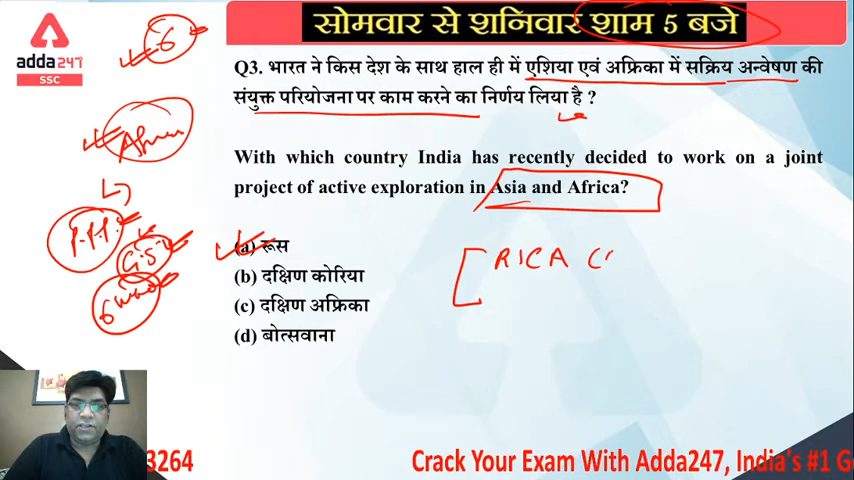 सोमवार से शनिवार शाम 5 बजे
adda247
SSC
6
Q3. भारत ने किस देश के साथ हाल ही में एशिया एवं अफ्रिका में सक्रिय अन्वेषण की
संयुक्त परियोजना पर काम करने का निर्णय लिया है ?
With which country India has recently decided to work on a joint
project of active exploration in Asia and Africa?
(a) रूस
(b) दक्षिण कोरिया
(c) दक्षिण अफ्रिका
(d) बोत्सवाना
RICA (
3264
Crack Your Exam With Adda247, India's #1 G